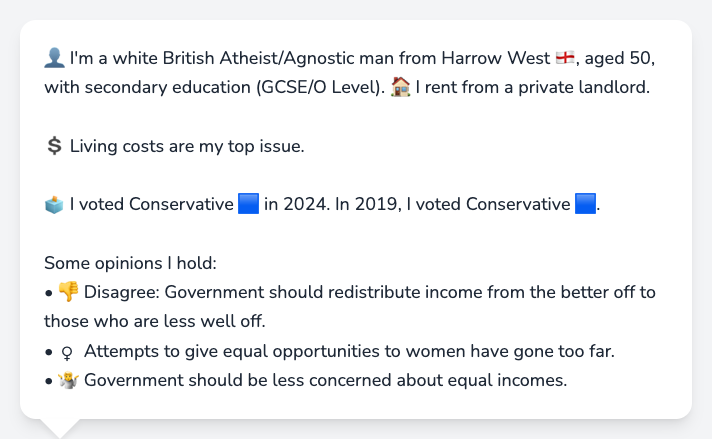 👤 I'm a white British Atheist/Agnostic man from Harrow West 🏴󠁧󠁢󠁥󠁮󠁧󠁿, aged 50,
with secondary education (GCSE/O Level). 🏠 I rent from a private landlord.
💲 Living costs are my top issue.
🗳️ I voted Conservative 🟦 in 2024. In 2019, I voted Conservative 🟦.
Some opinions I hold:
• 👎 Disagree: Government should redistribute income from the better off to
those who are less well off.
• ♀ Attempts to give equal opportunities to women have gone too far.
• 🤷 Government should be less concerned about equal incomes.